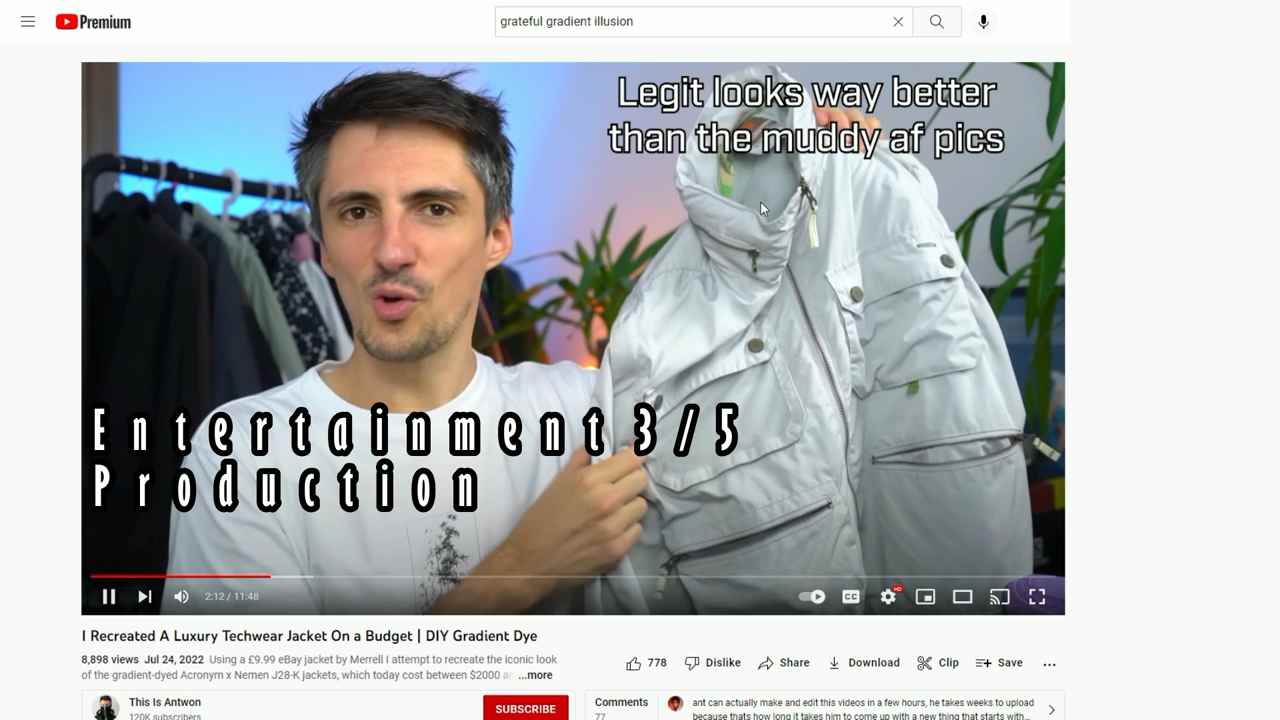 Premium
grateful gradient illusion
Legit looks way better
than the muddy af pics
Entertainment 3/5
Production
2:12 / 11:48
CC
HD
I Recreated A Luxury Techwear Jacket On a Budget | DIY Gradient Dye
8,898 views Jul 24, 2022 Using a £9.99 eBay jacket by Merrell I attempt to recreate the iconic look
of the gradient-dyed Acronym x Nemen J28-K jackets, which today cost between $2000 an ...more
778 Dislike Share Download Clip Save
This Is Antwon
120K subscribers
SUBSCRIBE
Comments
77
ant can actually make and edit this videos in a few hours, he takes weeks to upload
because thats how long it takes him to come up with a new thing that starts with...